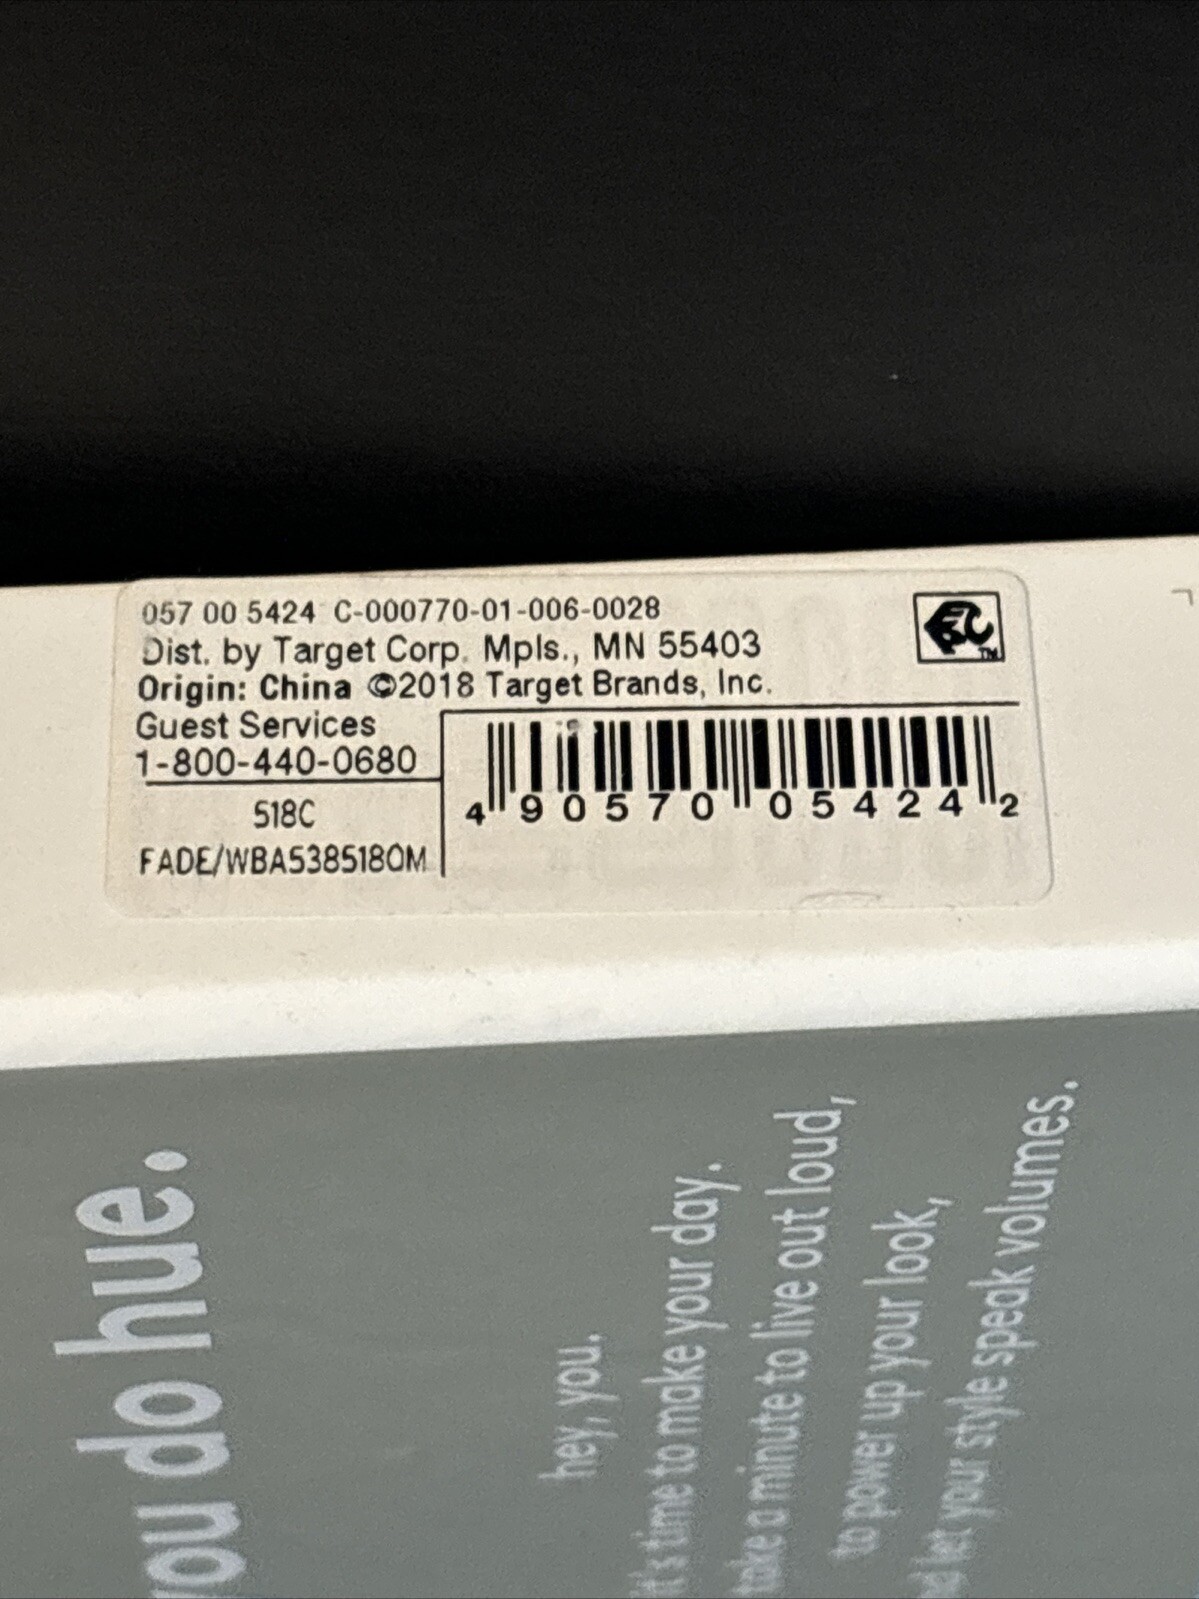 057 00 5424 C-000770-01-006-0028
Dist. by Target Corp. Mpls., MN 55403
Origin: China ©2018 Target Brands, Inc.
Guest Services
1-800-440-0680
518C
FADE/WBA538518OM
4 90570 05424 2
you do hue.
hey, you.
it's time to make your day.
take a minute to live out loud,
to power up your look,
let your style speak volumes.